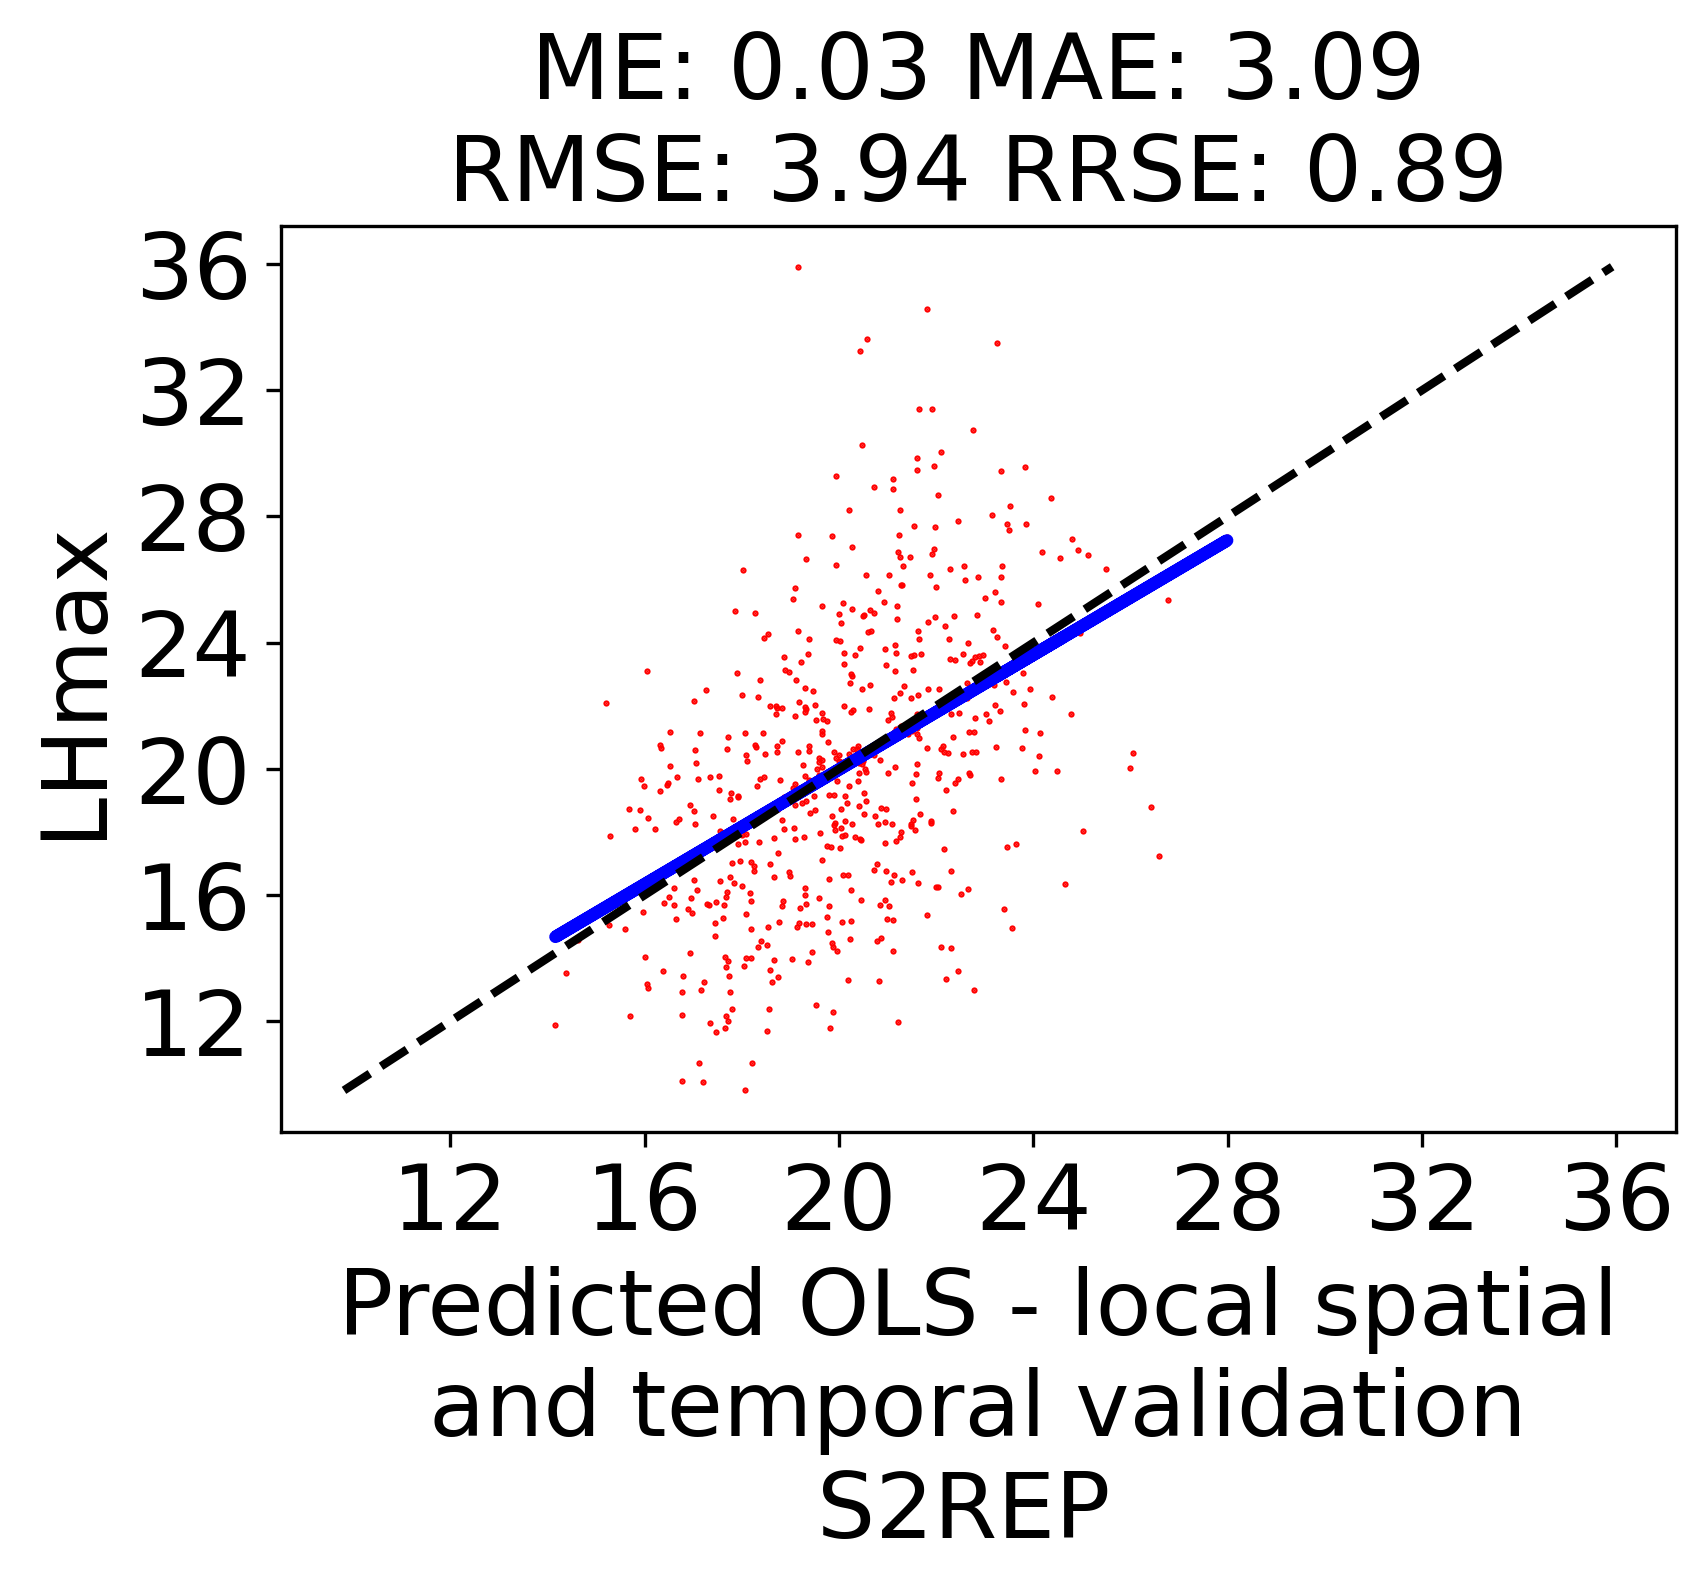 ME: 0.03 MAE: 3.09
RMSE: 3.94 RRSE: 0.89
36
32
28
24
20
16
12
LHmax
12 16 20 24 28 32 36
Predicted OLS - local spatial
and temporal validation
S2REP